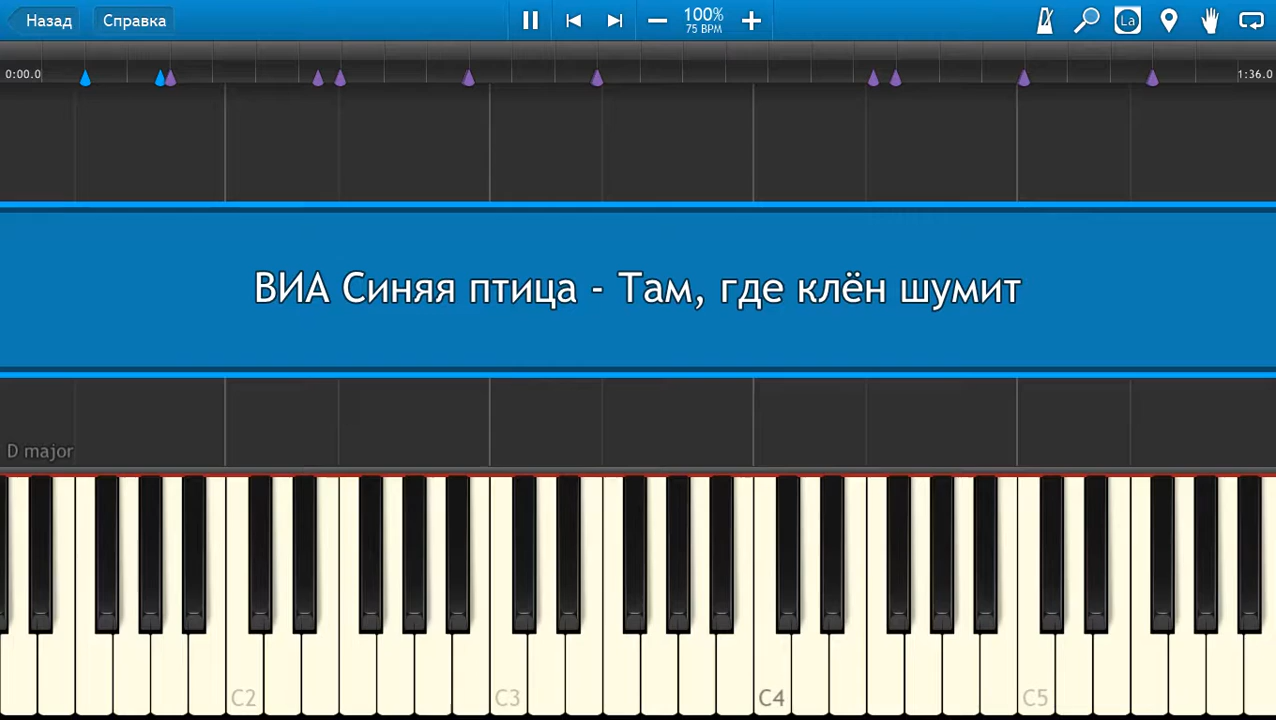 Назад
Справка
100%
75 BPM
La
0:00.0
1:36.0
ВИА Синяя птица - Там, где клён шумит
D major
C2
C3
C4
C5